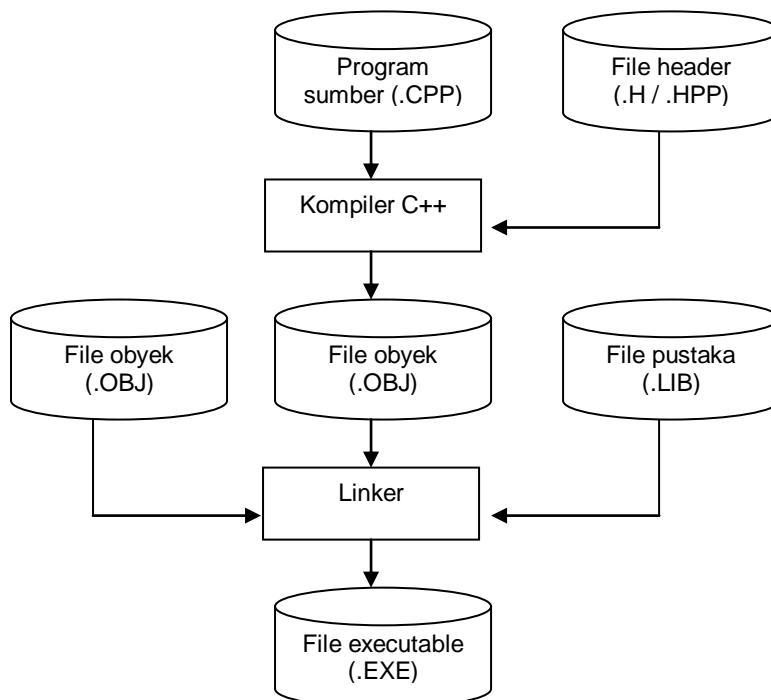 Program
sumber (.CPP)
File header
(.H / .HPP)
Kompiler C++
File obyek
(.OBJ)
File obyek
(.OBJ)
File pustaka
(.LIB)
Linker
File executable
(.EXE)